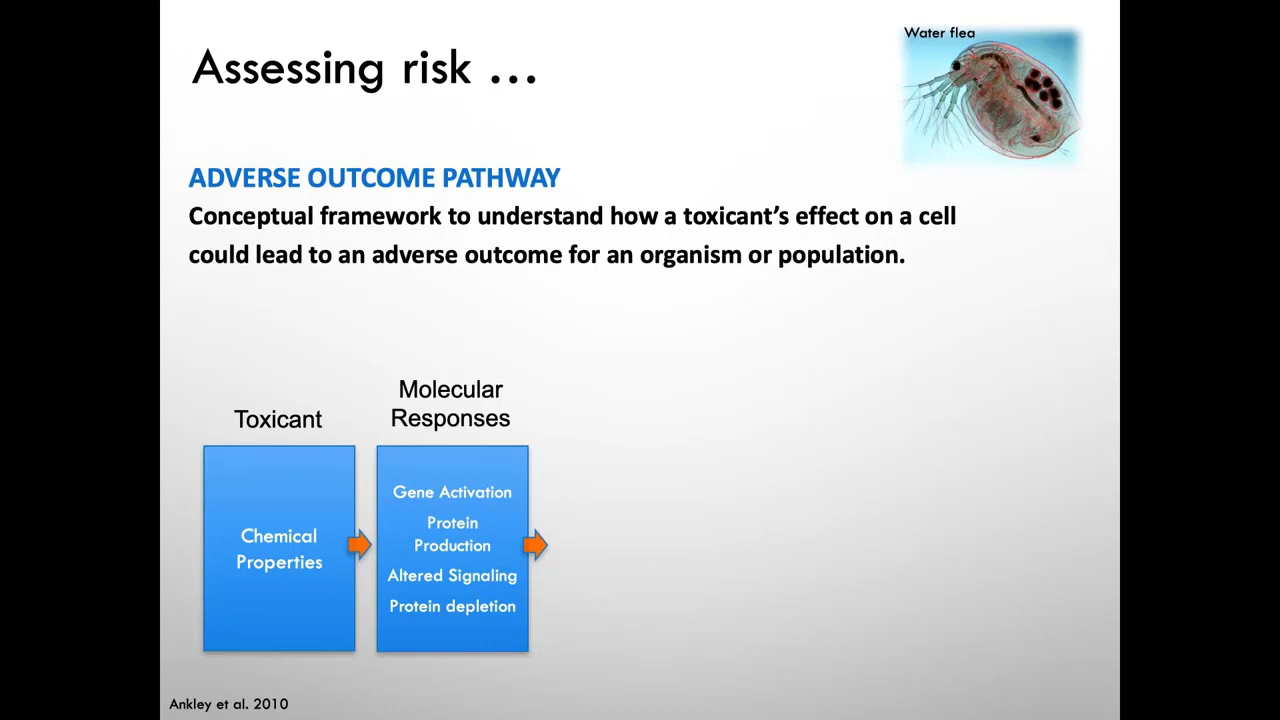 Water flea
Assessing risk …
ADVERSE OUTCOME PATHWAY
Conceptual framework to understand how a toxicant’s effect on a cell
could lead to an adverse outcome for an organism or population.
Toxicant
Molecular
Responses
Chemical
Properties
Gene Activation
Protein
Production
Altered Signaling
Protein depletion
Ankley et al. 2010